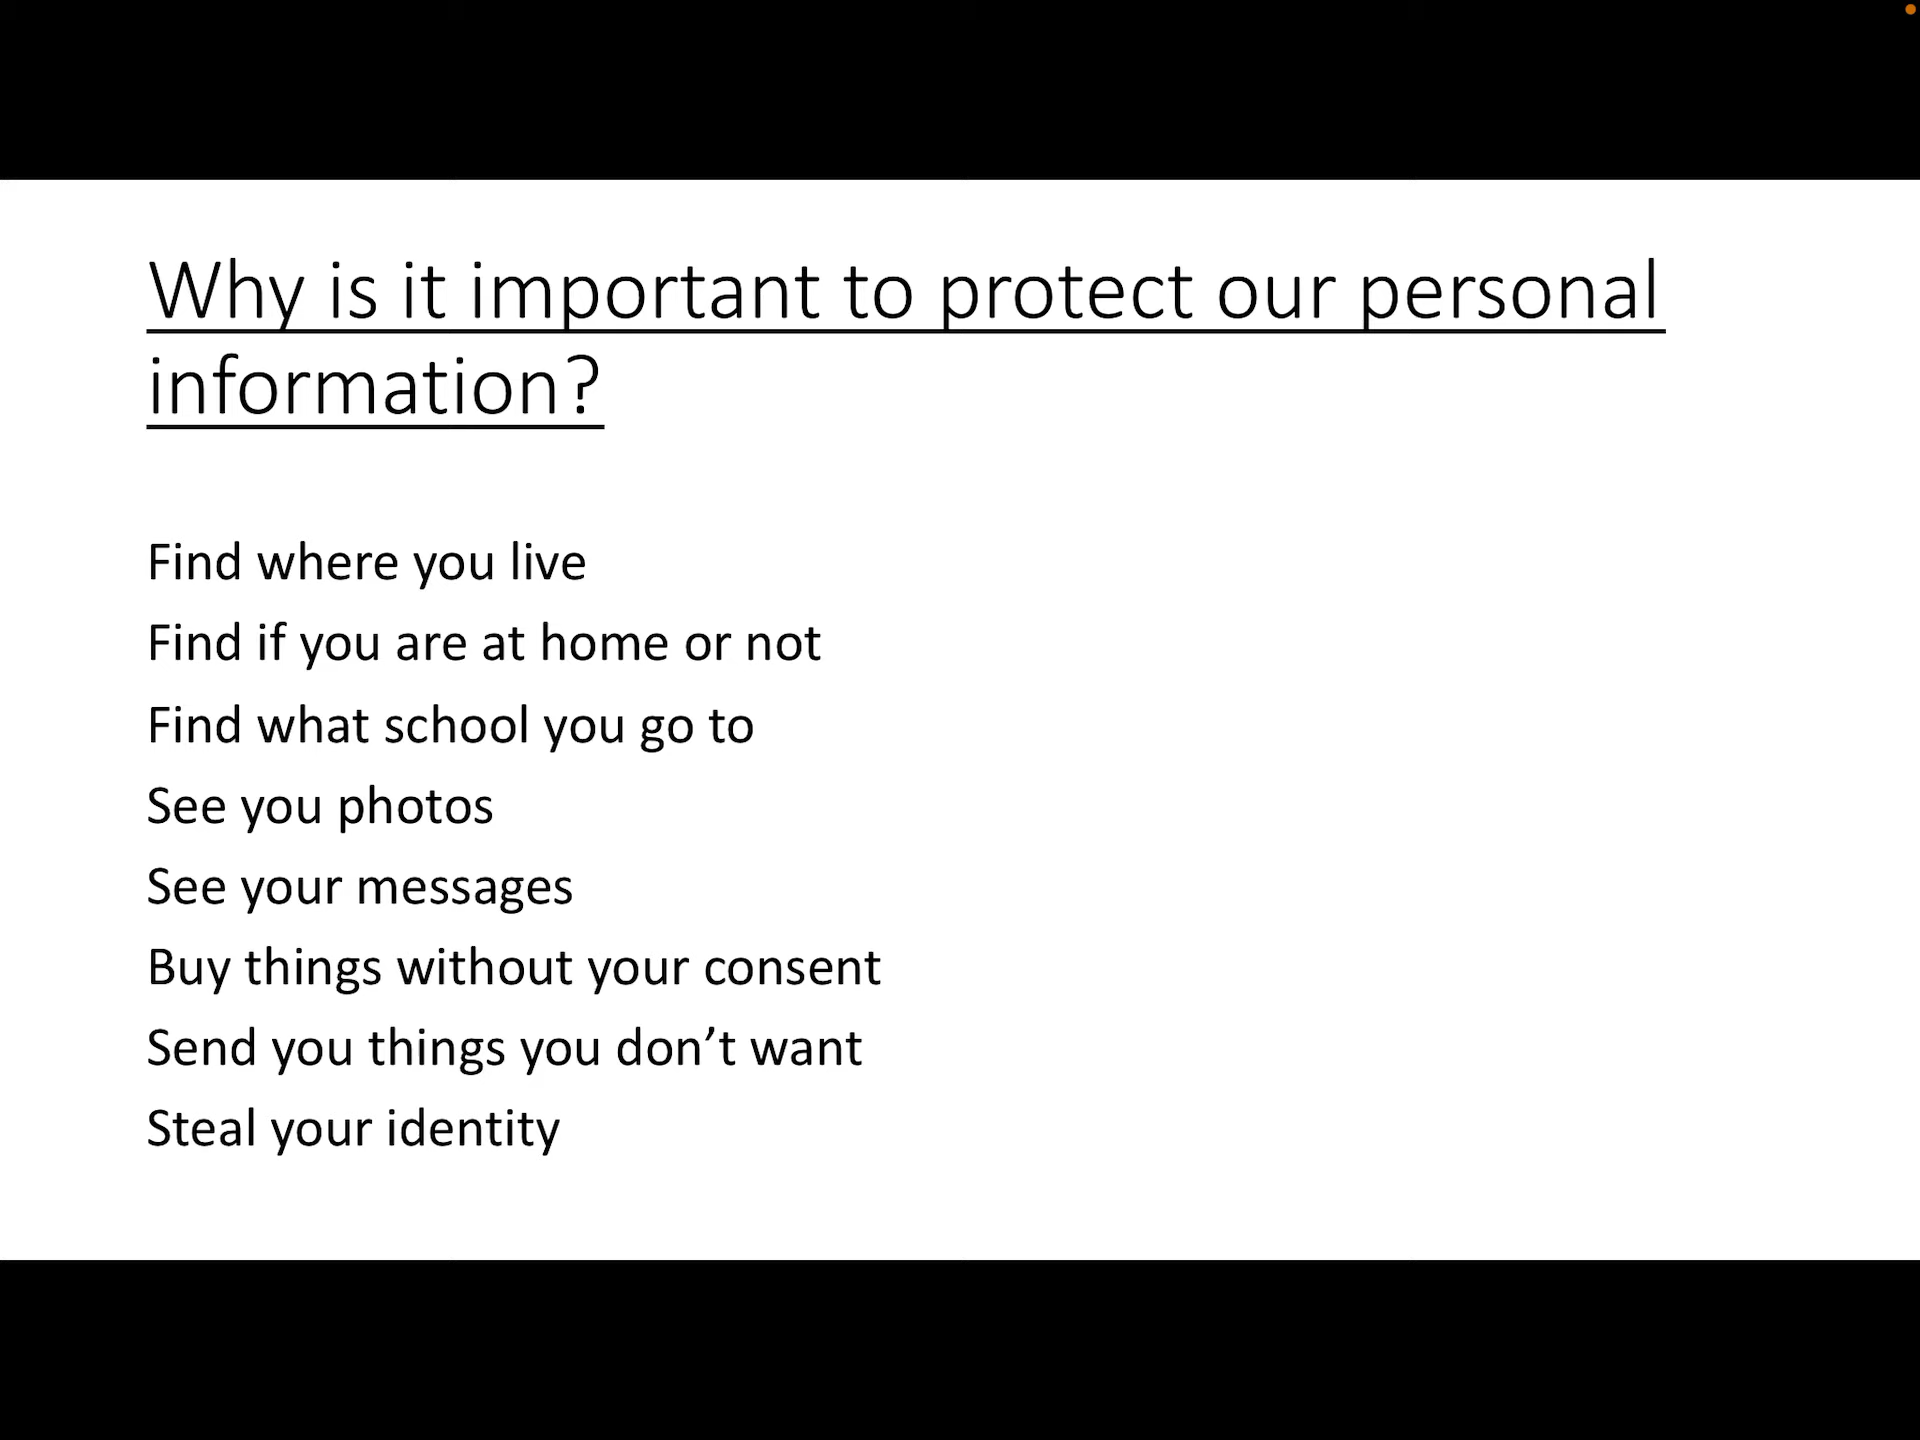 Why is it important to protect our personal
information?
Find where you live
Find if you are at home or not
Find what school you go to
See you photos
See your messages
Buy things without your consent
Send you things you don’t want
Steal your identity